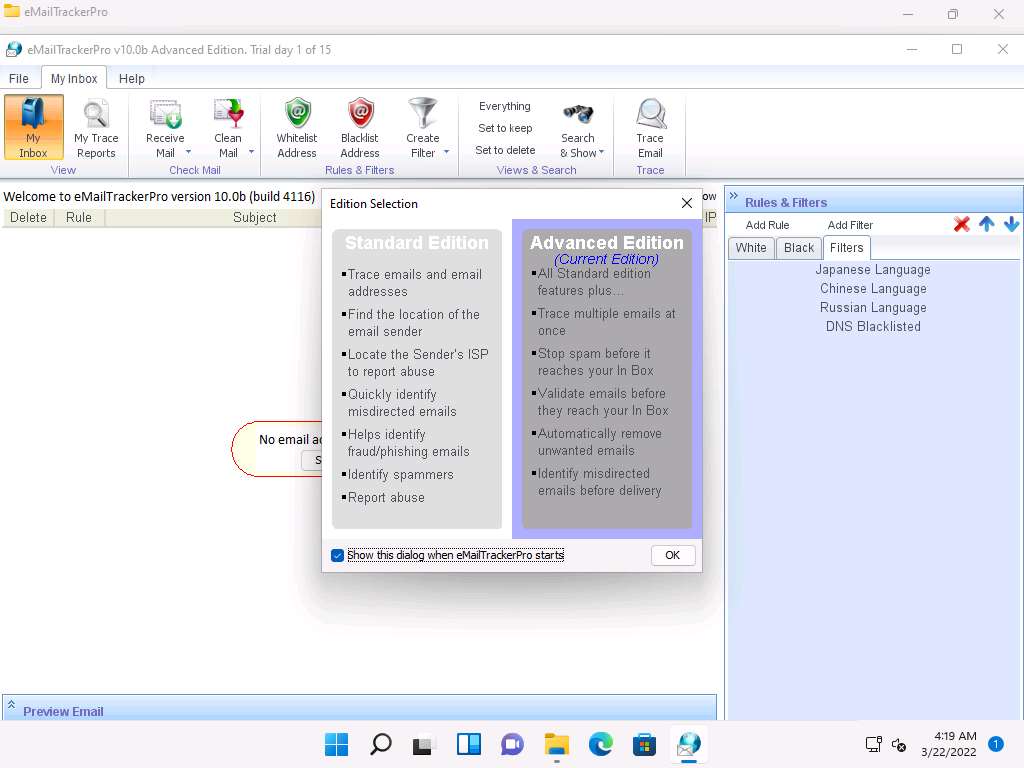 eMailTrackerPro
eMailTrackerPro v10.0b Advanced Edition. Trial day 1 of 15
File My Inbox Help
My Inbox
My Trace Reports
Receive Mail
Clean Mail
Whitelist Address
Blacklist Address
Create Filter
Everything
Set to keep
Set to delete
Search & Show
Trace Email
View Check Mail Rules & Filters Views & Search Trace
Welcome to eMailTrackerPro version 10.0b (build 4116)
ow
Delete Rule Subject IP
No email a
S
Edition Selection
Standard Edition
▪Trace emails and email
addresses
▪Find the location of the
email sender
▪Locate the Sender's ISP
to report abuse
▪Quickly identify
misdirected emails
▪Helps identify
fraud/phishing emails
▪Identify spammers
▪Report abuse
Advanced Edition
(Current Edition)
▪All Standard edition
features plus...
▪Trace multiple emails at
once
▪Stop spam before it
reaches your In Box
▪Validate emails before
they reach your In Box
▪Automatically remove
unwanted emails
▪Identify misdirected
emails before delivery
Show this dialog when eMailTrackerPro starts
OK
Rules & Filters
Add Rule Add Filter
White Black Filters
Japanese Language
Chinese Language
Russian Language
DNS Blacklisted
Preview Email
4:19 AM
3/22/2022
1